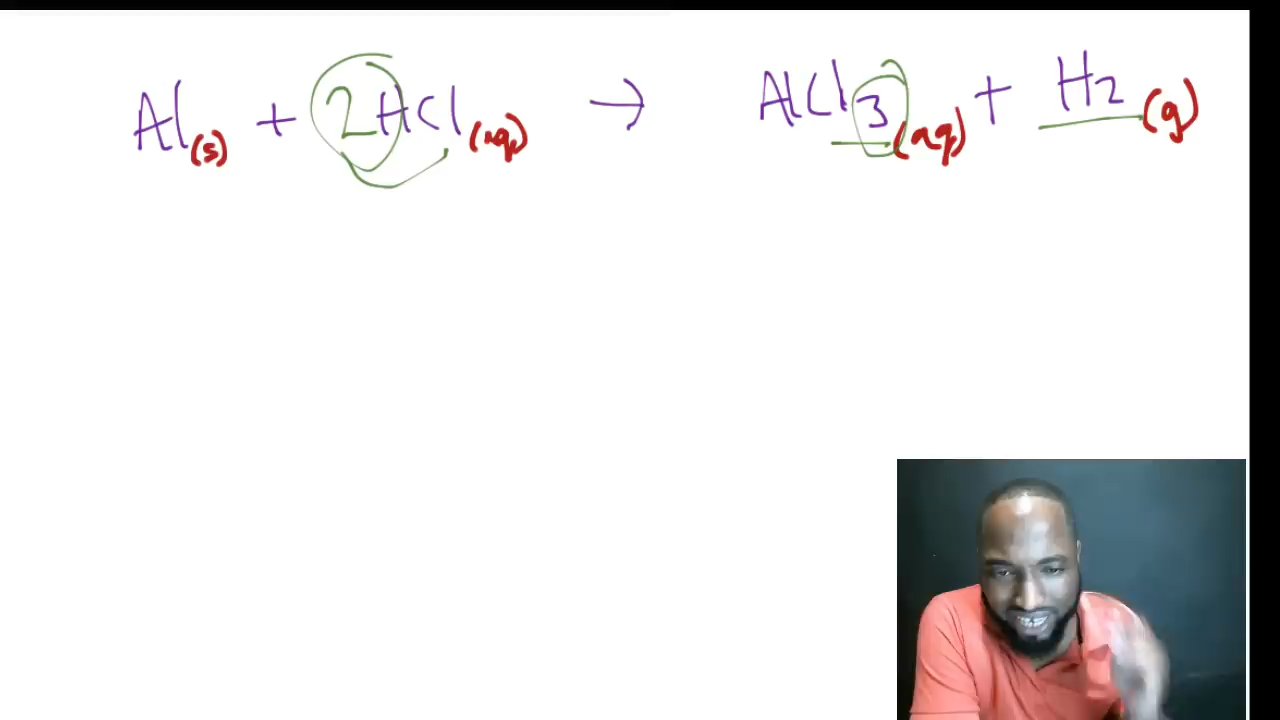 Al(s) + 2HCl(aq) → AlCl3(aq) + H2(g)